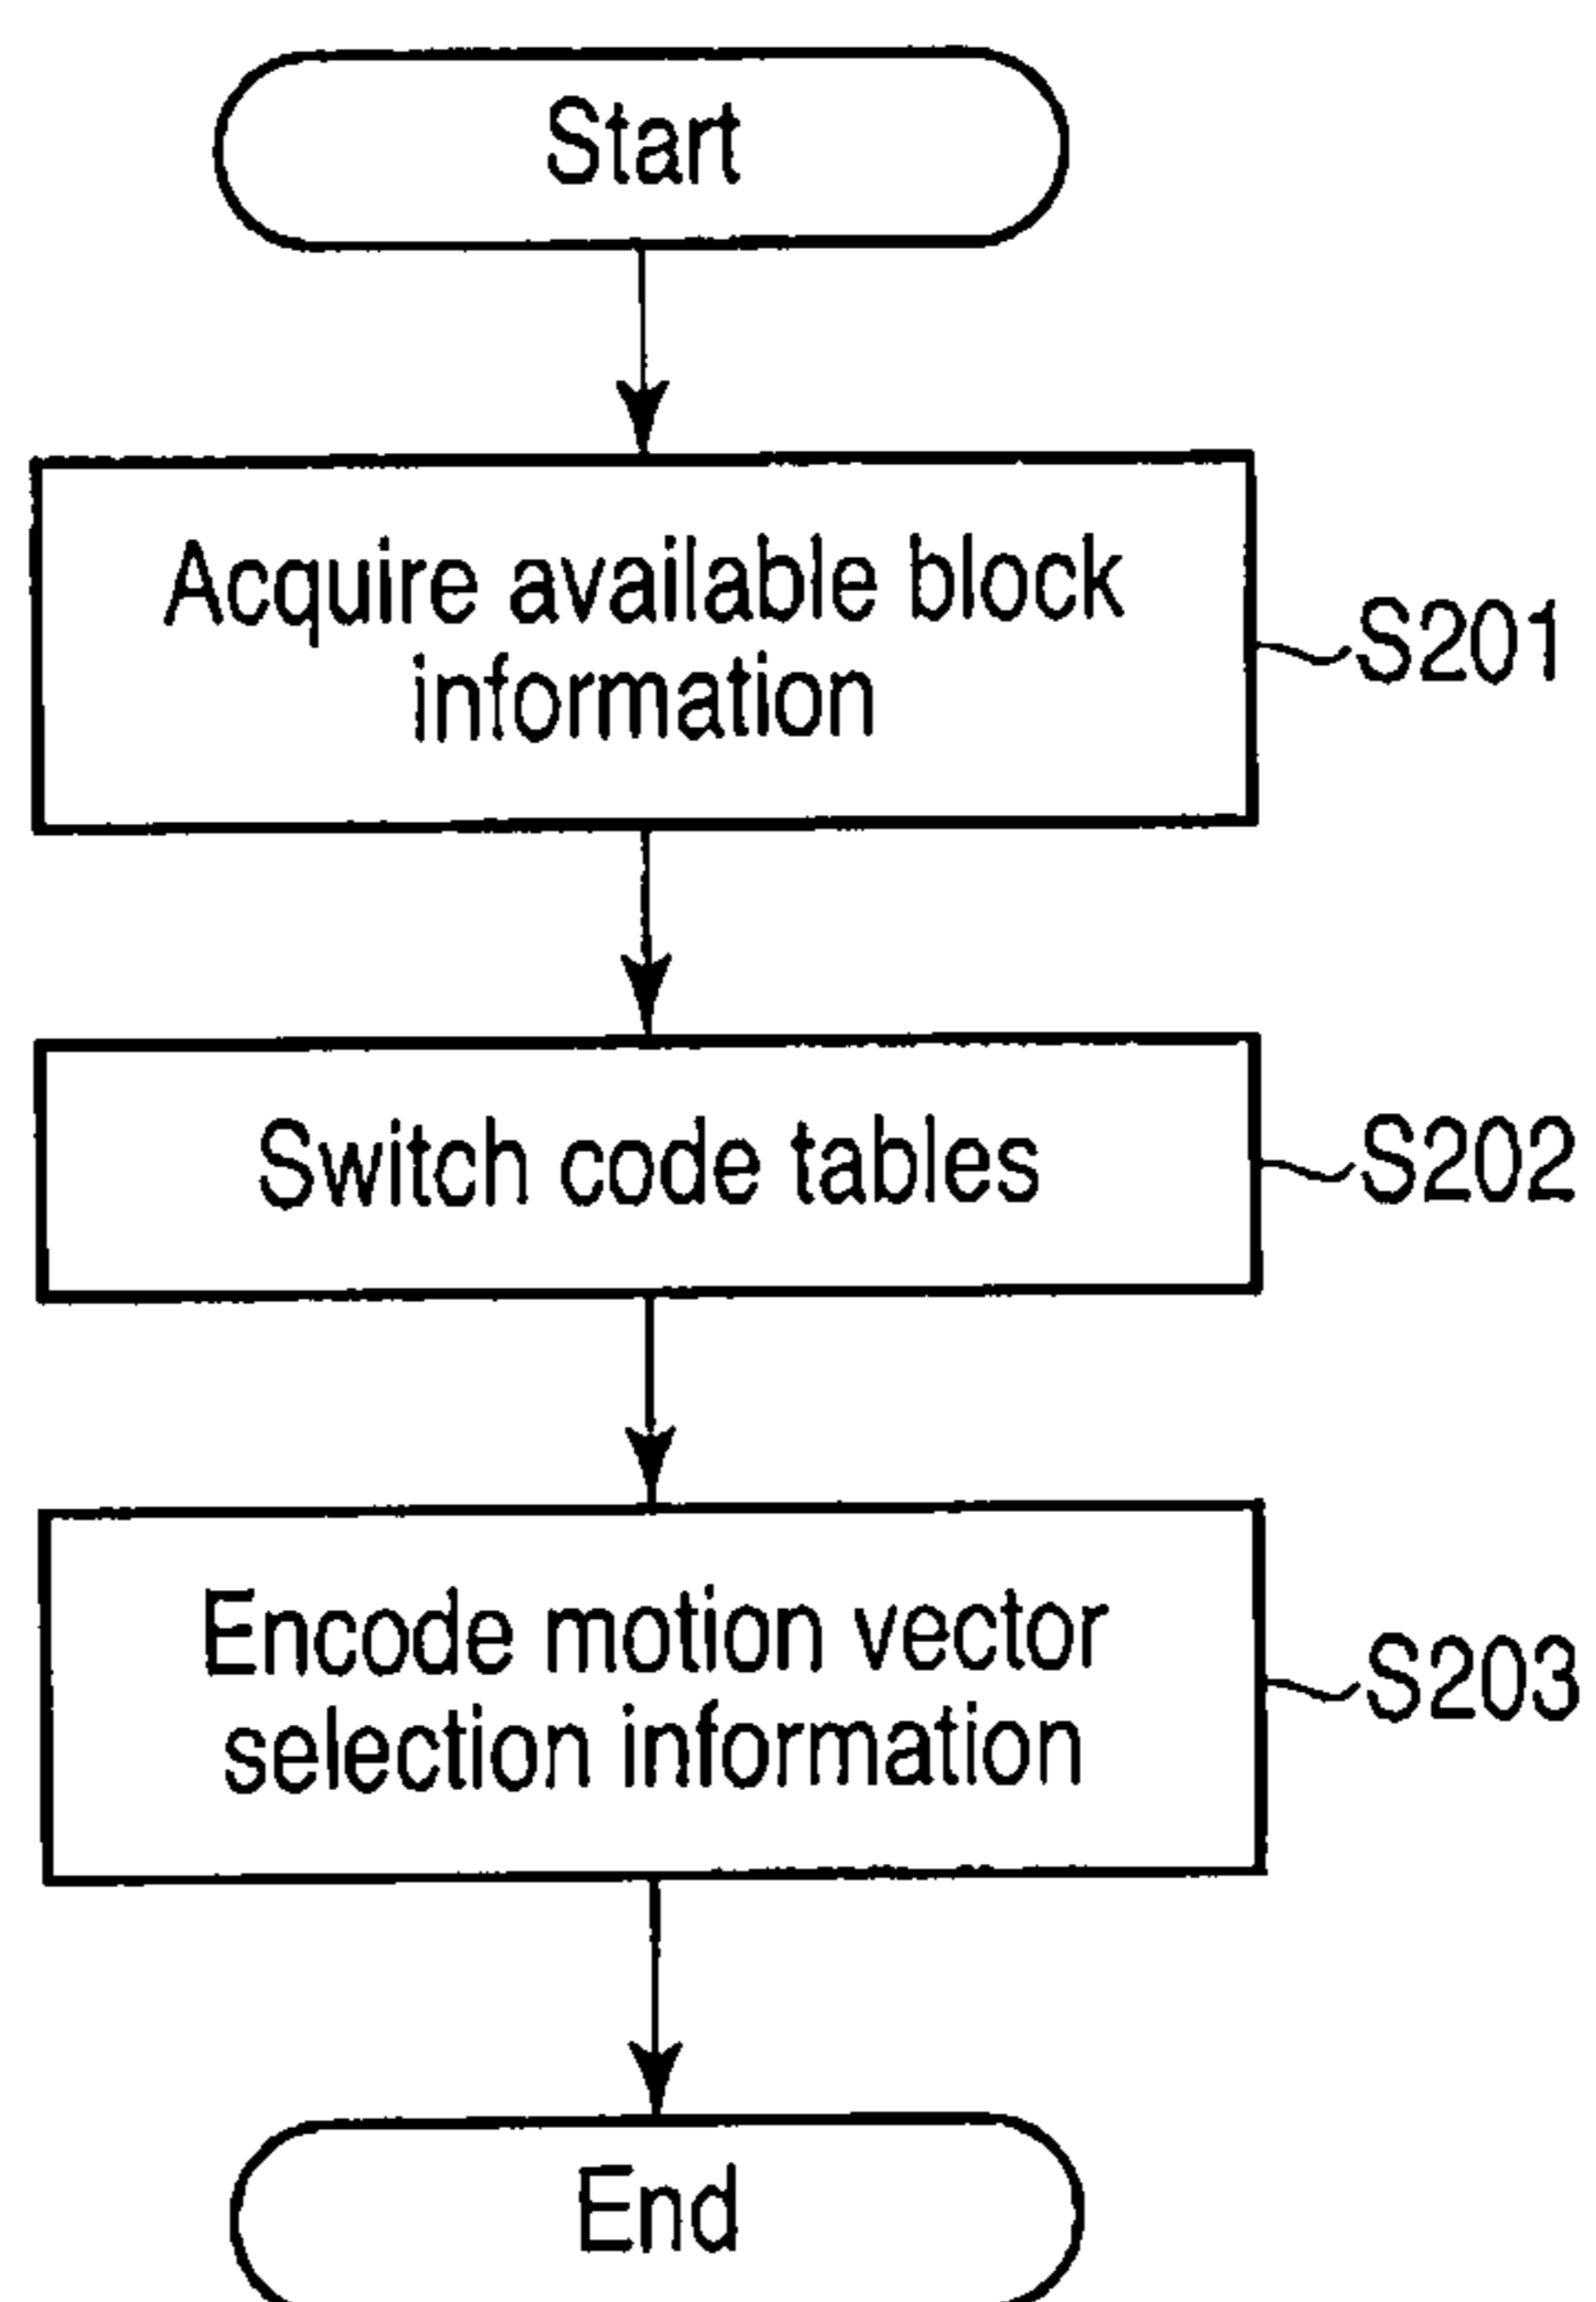 Start
Acquire available block
information
S201
Switch code tables
S202
Encode motion vector
selection information
S203
End